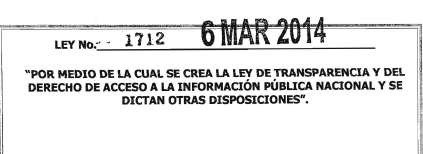 LEY No. 1712 6 MAR 2014
"POR MEDIO DE LA CUAL SE CREA LA LEY DE TRANSPARENCIA Y DEL
DERECHO DE ACCESO A LA INFORMACIÓN PÚBLICA NACIONAL Y SE
DICTAN OTRAS DISPOSICIONES".